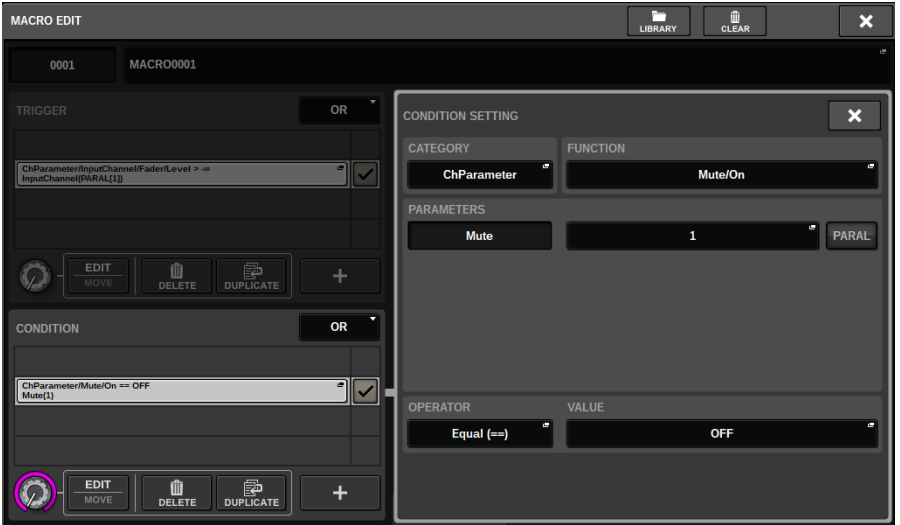 MACRO EDIT
LIBRARY
CLEAR
0001
MACRO0001
TRIGGER
OR
ChParameter/InputChannel/Fader/Level > -∞
InputChannel(PARAL[1])
EDIT
MOVE
DELETE
DUPLICATE
+
CONDITION
OR
ChParameter/Mute/On == OFF
Mute(1)
EDIT
MOVE
DELETE
DUPLICATE
+
CONDITION SETTING
CATEGORY
FUNCTION
ChParameter
Mute/On
PARAMETERS
Mute
1
PARAL
OPERATOR
VALUE
Equal (==)
OFF